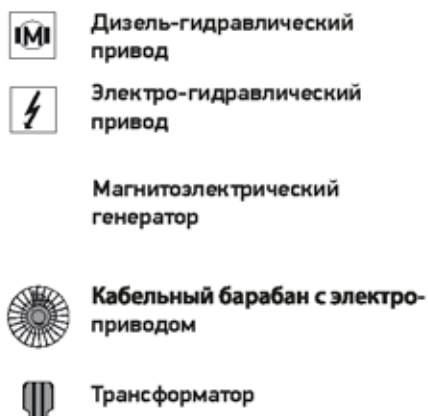 Дизель-гидравлический
привод
Электро-гидравлический
привод
Магнитоэлектрический
генератор
Кабельный барабан с электро-
приводом
Трансформатор